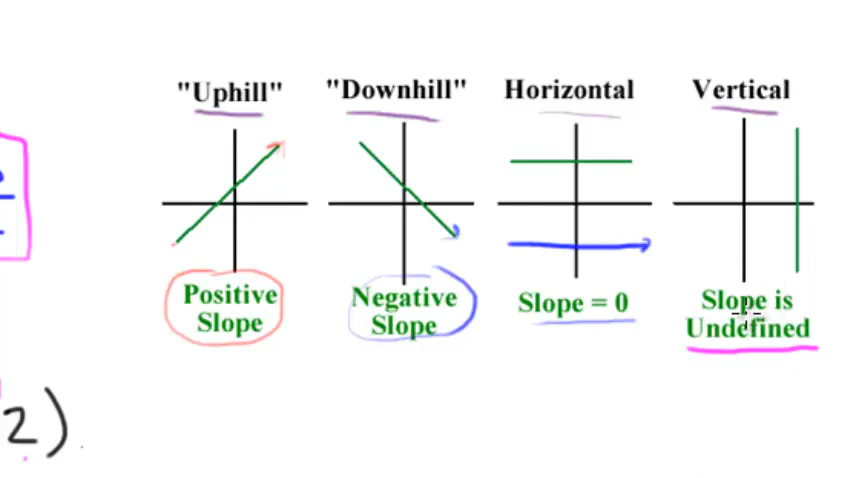 "Uphill" "Downhill" Horizontal Vertical
Positive
Slope
Negative
Slope
Slope = 0
Slope is
Undefined
2)